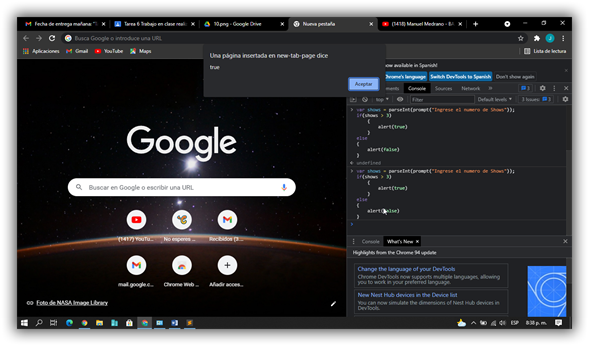 Fecha de entrega mañana: "
Tarea 6 Trabajo en clase reali
10.png - Google Drive
Nueva pestaña
(1418) Manuel Medrano - BA
Busca Google o introduce una URL
Aplicaciones
Gmail
YouTube
Maps
Lista de lectura
Una página insertada en new-tab-page dice
true
Aceptar
now available in Spanish!
Chrome's language
Switch DevTools to Spanish
Don't show again
Console
Sources
Network
1
top
Filter
Default levels
3 Issues:
3
var shows = parseInt(prompt("Ingrese el numero de Shows"));
if(shows > 3)
{
alert(true)
}
else
{
alert(false)
}
undefined
var shows = parseInt(prompt("Ingrese el numero de Shows"));
if(shows > 3)
{
alert(true)
}
else
{
alert(false)
}
Google
Buscar en Google o escribir una URL
(1417) YouTu...
No espero ...
Recibidos (3...
mail.google.c...
Chrome Web ...
Añadir acces...
Foto de NASA Image Library
Console
What's New
Highlights from the Chrome 94 update
Change the language of your DevTools
Chrome DevTools now supports multiple languages, allowing
you to work in your preferred language.
New Nest Hub devices in the Device list
You can now simulate the dimensions of Nest Hub devices in
DevTools.
ESP
8:38 p. m.